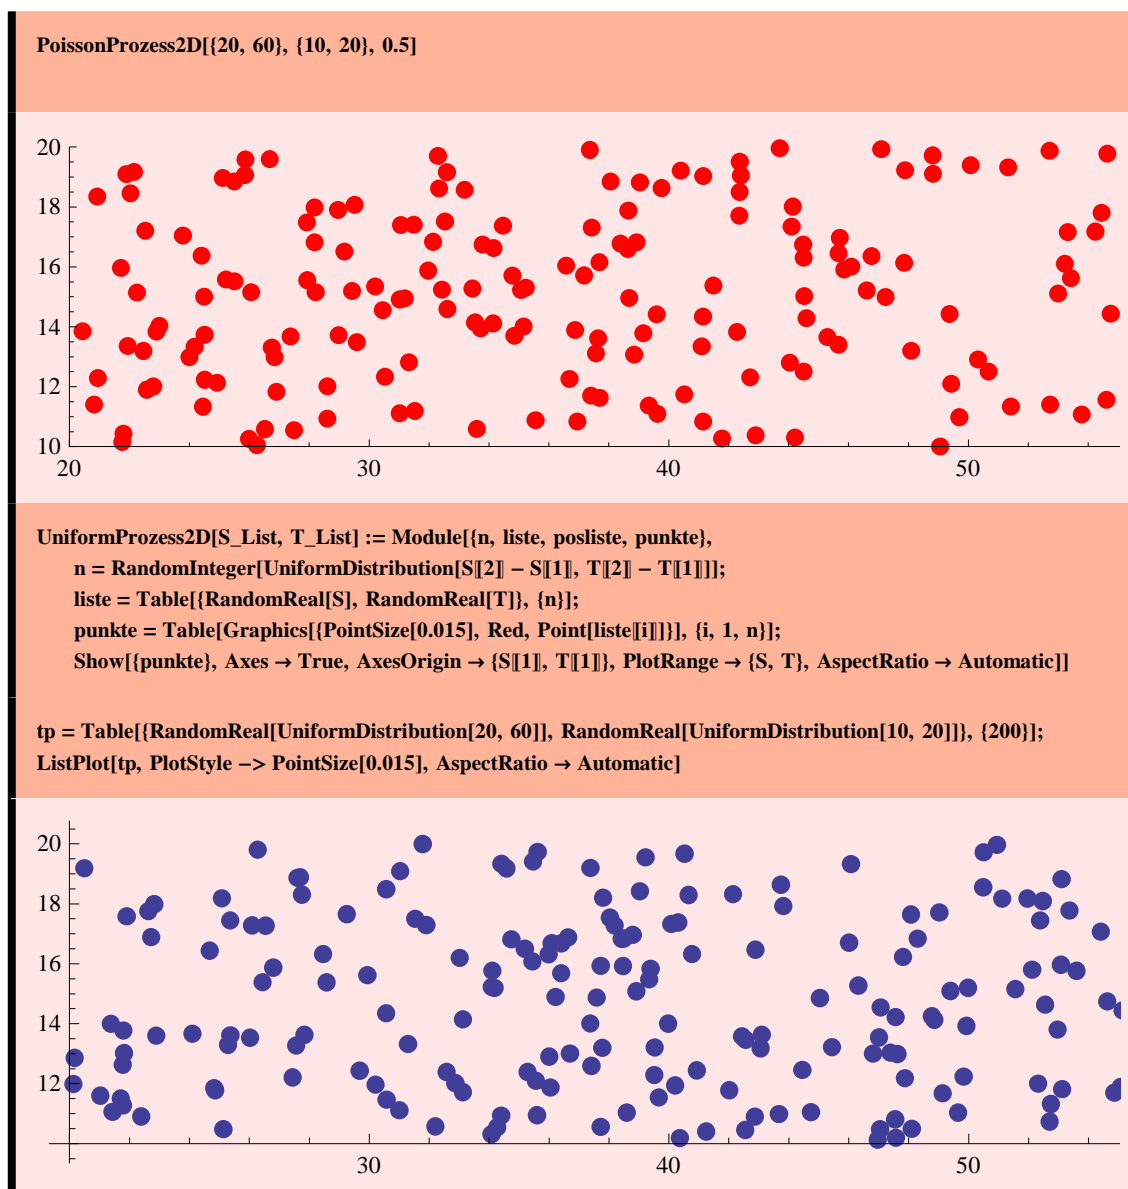 PoissonProzess2D[{20, 60}, {10, 20}, 0.5]
20
18
16
14
12
10
20 30 40 50
UniformProzess2D[S_List, T_List] := Module[{n, liste, posliste, punkte},
n = RandomInteger[UniformDistribution[S〚2〛 − S〚1〛, T〚2〛 − T〚1〛]];
liste = Table[{RandomReal[S], RandomReal[T]}, {n}];
punkte = Table[Graphics[{PointSize[0.015], Red, Point[liste〚i〛]}], {i, 1, n}];
Show[{punkte}, Axes → True, AxesOrigin → {S〚1〛, T〚1〛}, PlotRange → {S, T}, AspectRatio → Automatic]]
tp = Table[{RandomReal[UniformDistribution[20, 60]], RandomReal[UniformDistribution[10, 20]]}, {200}];
ListPlot[tp, PlotStyle −> PointSize[0.015], AspectRatio → Automatic]
20
18
16
14
12
30 40 50